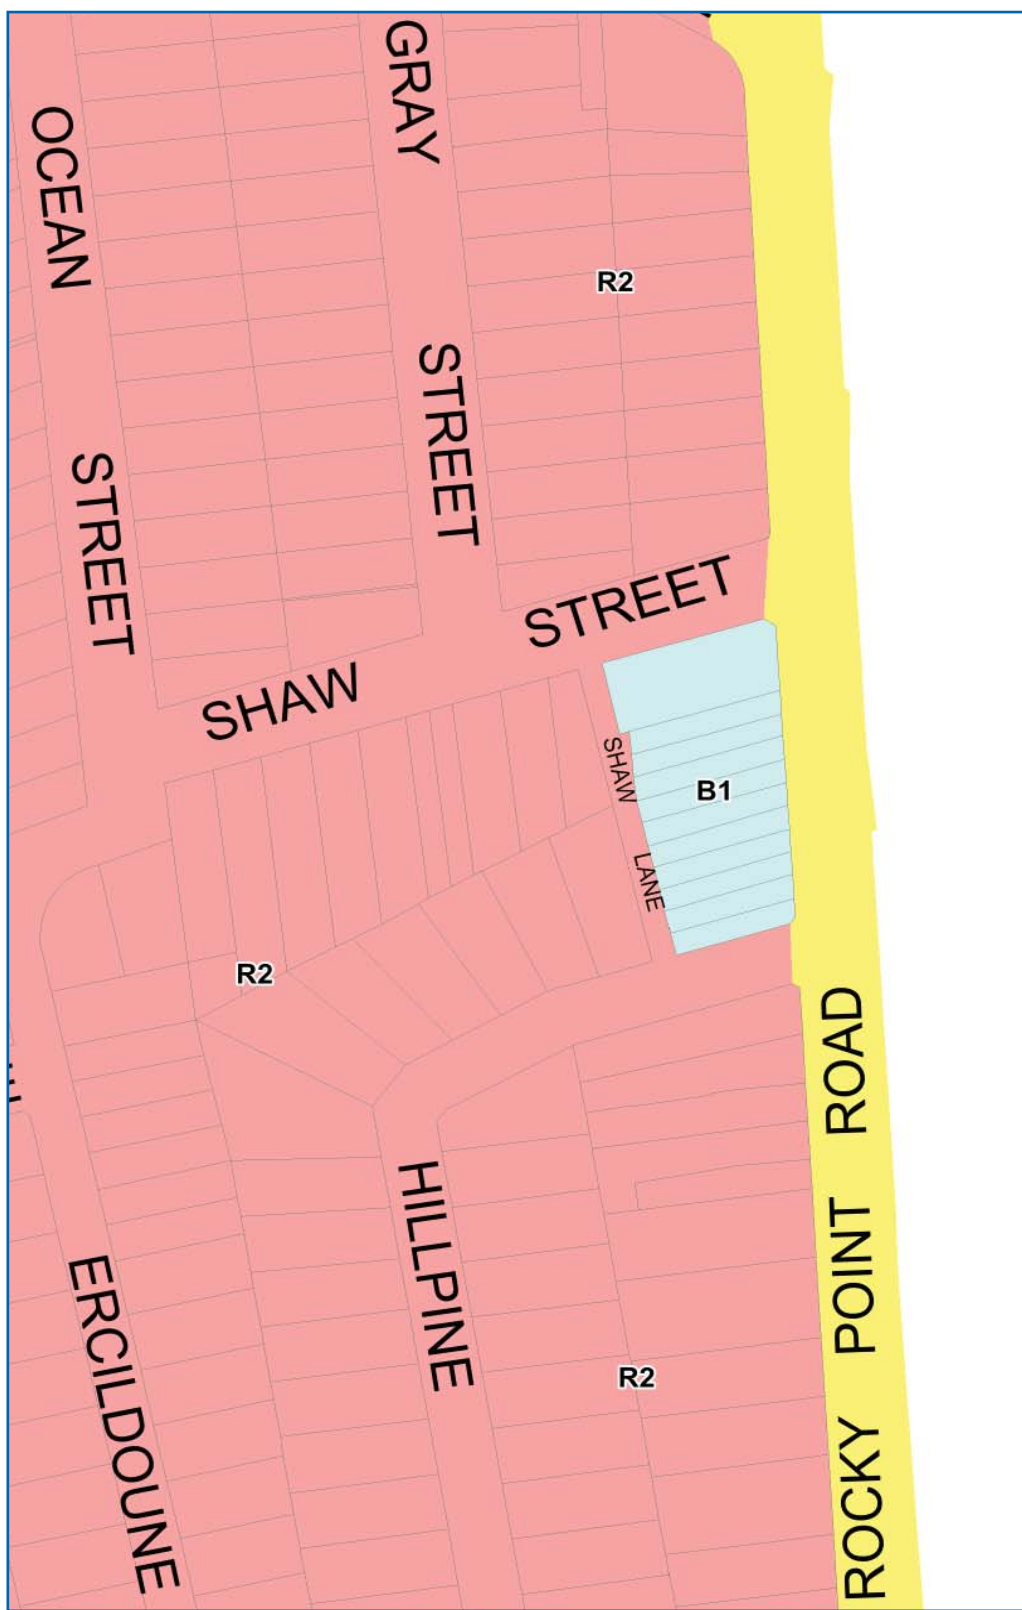 OCEAN STREET
GRAY STREET
R2
SHAW STREET
SHAW LANE
B1
R2
ROCKY POINT ROAD
HILLPINE
R2
ERCILDOUNE